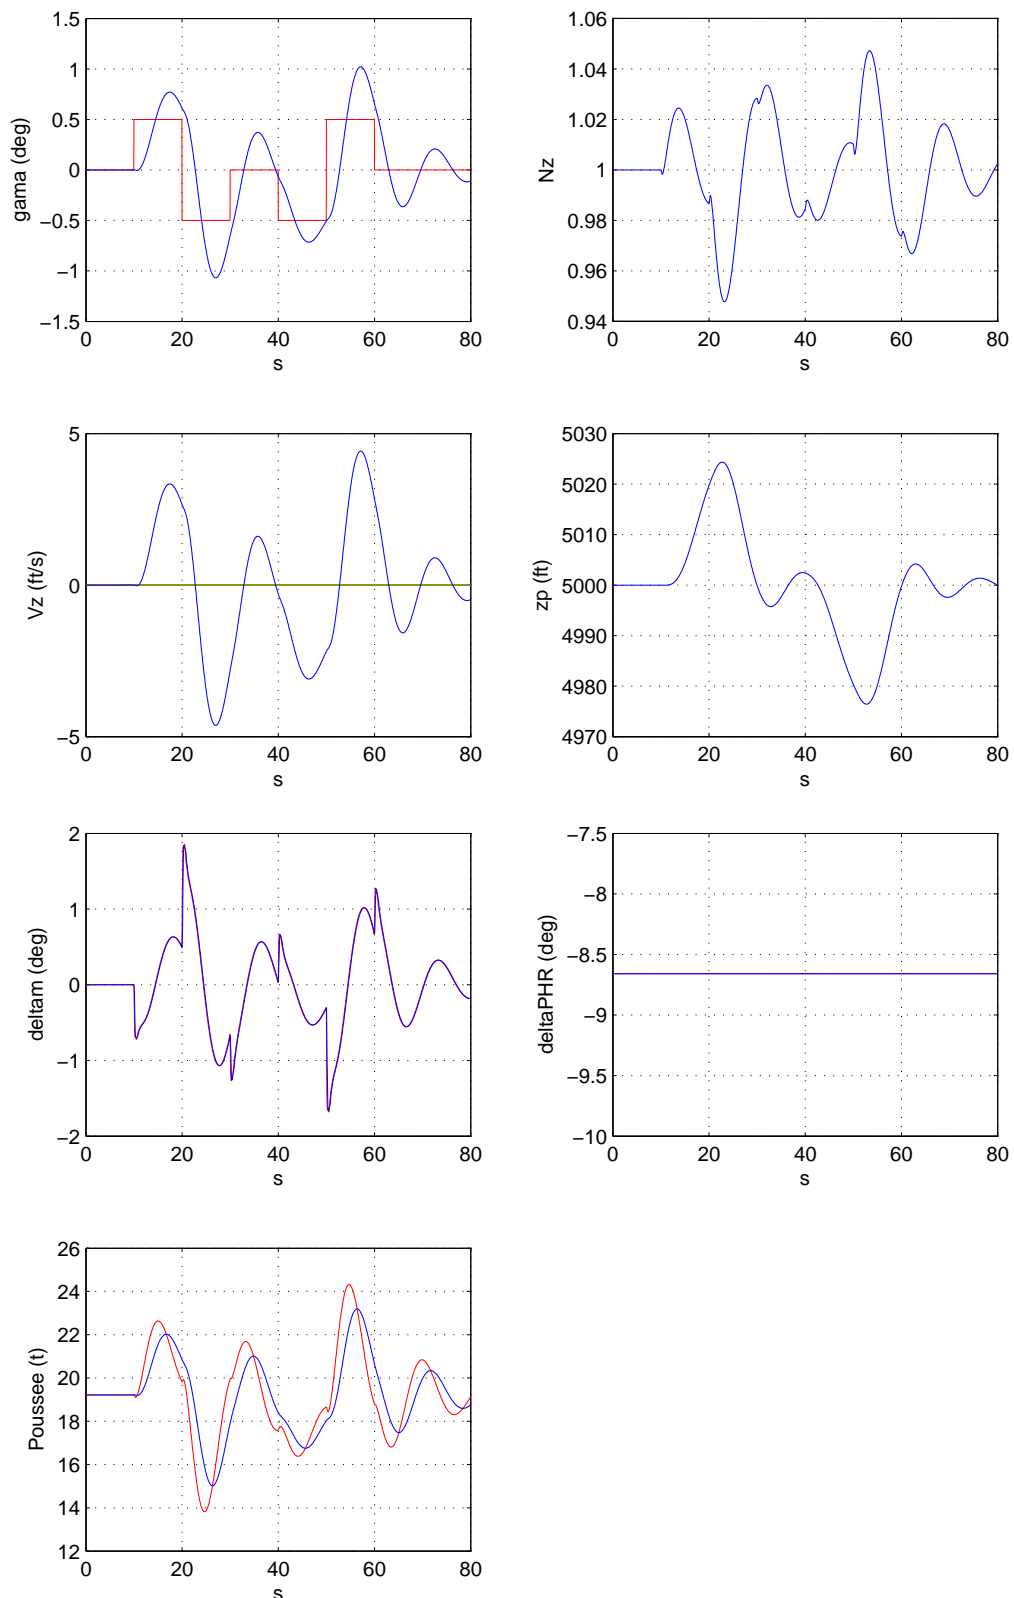 1.5
1
0.5
0
−0.5
−1
−1.5
gama (deg)
0 20 40 60 80
s
1.06
1.04
1.02
1
0.98
0.96
0.94
Nz
0 20 40 60 80
s
5
0
−5
Vz (ft/s)
0 20 40 60 80
s
5030
5020
5010
5000
4990
4980
4970
zp (ft)
0 20 40 60 80
s
2
1
0
−1
−2
deltam (deg)
0 20 40 60 80
s
−7.5
−8
−8.5
−9
−9.5
−10
deltaPHR (deg)
0 20 40 60 80
s
26
24
22
20
18
16
14
12
Poussee (t)
0 20 40 60 80
s